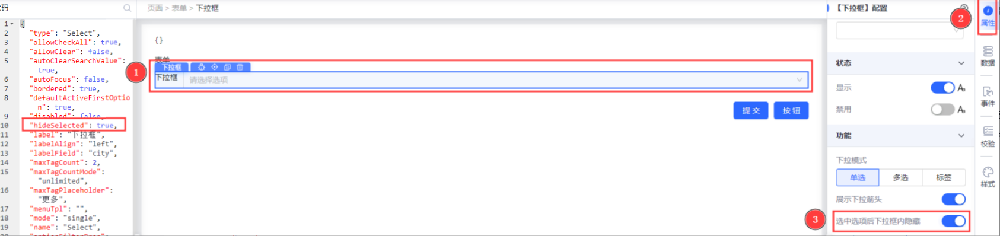 代码
页面 > 表单 > 下拉框
【下拉框】配置
1 {
2 "type": "Select",
3 "allowCheckAll": true,
4 "allowClear": false,
5 "autoClearSearchValue":
true,
6 "autoFocus": false,
7 "bordered": true,
8 "defaultActiveFirstOptio
n": true,
9 "disabled": false,
10 "hideSelected": true,
11 "label": "下拉框",
12 "labelAlign": "left",
13 "labelField": "city",
14 "maxTagCount": 2,
15 "maxTagCountMode":
"unlimited",
16 "maxTagPlaceholder":
"更多",
17 "menuTpl": "",
18 "mode": "single",
19 "name": "Select",
{}
表单
1
下拉框
下拉框
请选择选项
提交
按钮
2
状态
显示
禁用
功能
下拉模式
单选
多选
标签
展示下拉箭头
3
选中选项后下拉框内隐藏
属性
数据
事件
校验
样式